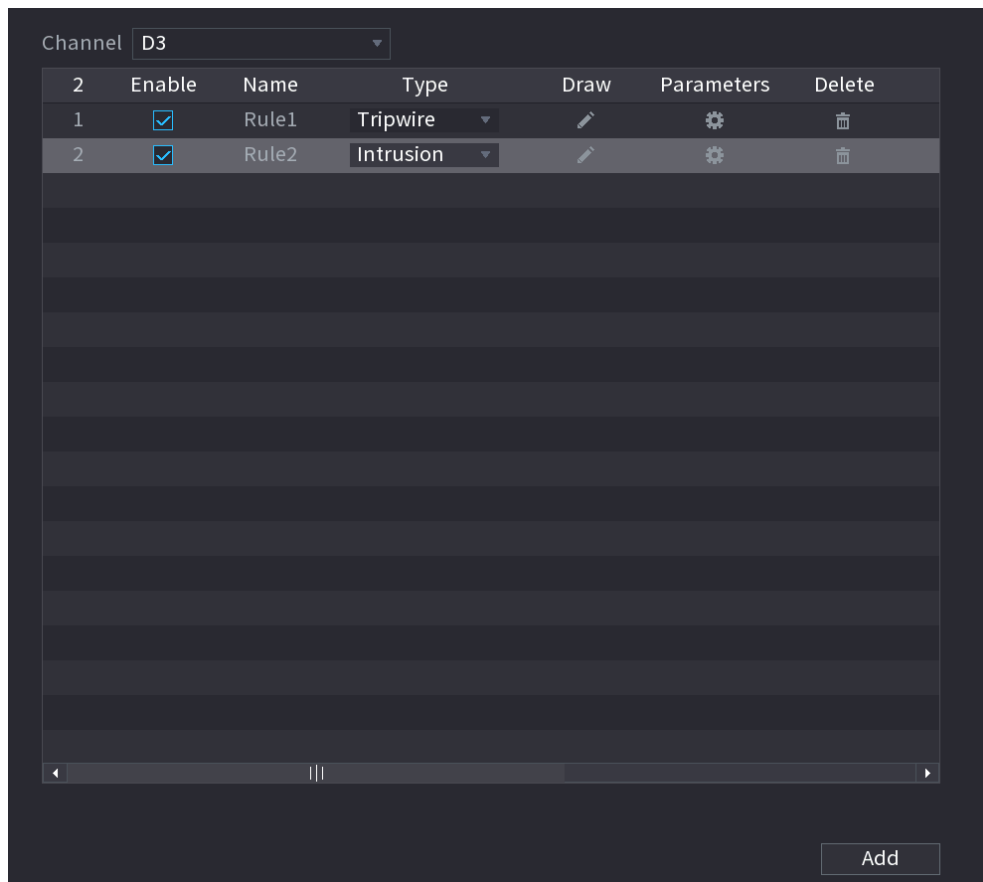 Channel D3
2 Enable Name Type Draw Parameters Delete
1 Rule1 Tripwire
2 Rule2 Intrusion
Add